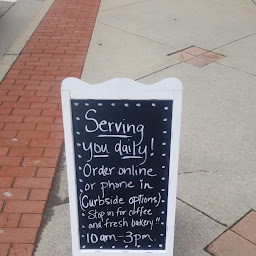 Serving
you daily!
Order online
or phone in
(Curbside options).
Stop in for coffee
and fresh bakery!!
10am-3pm